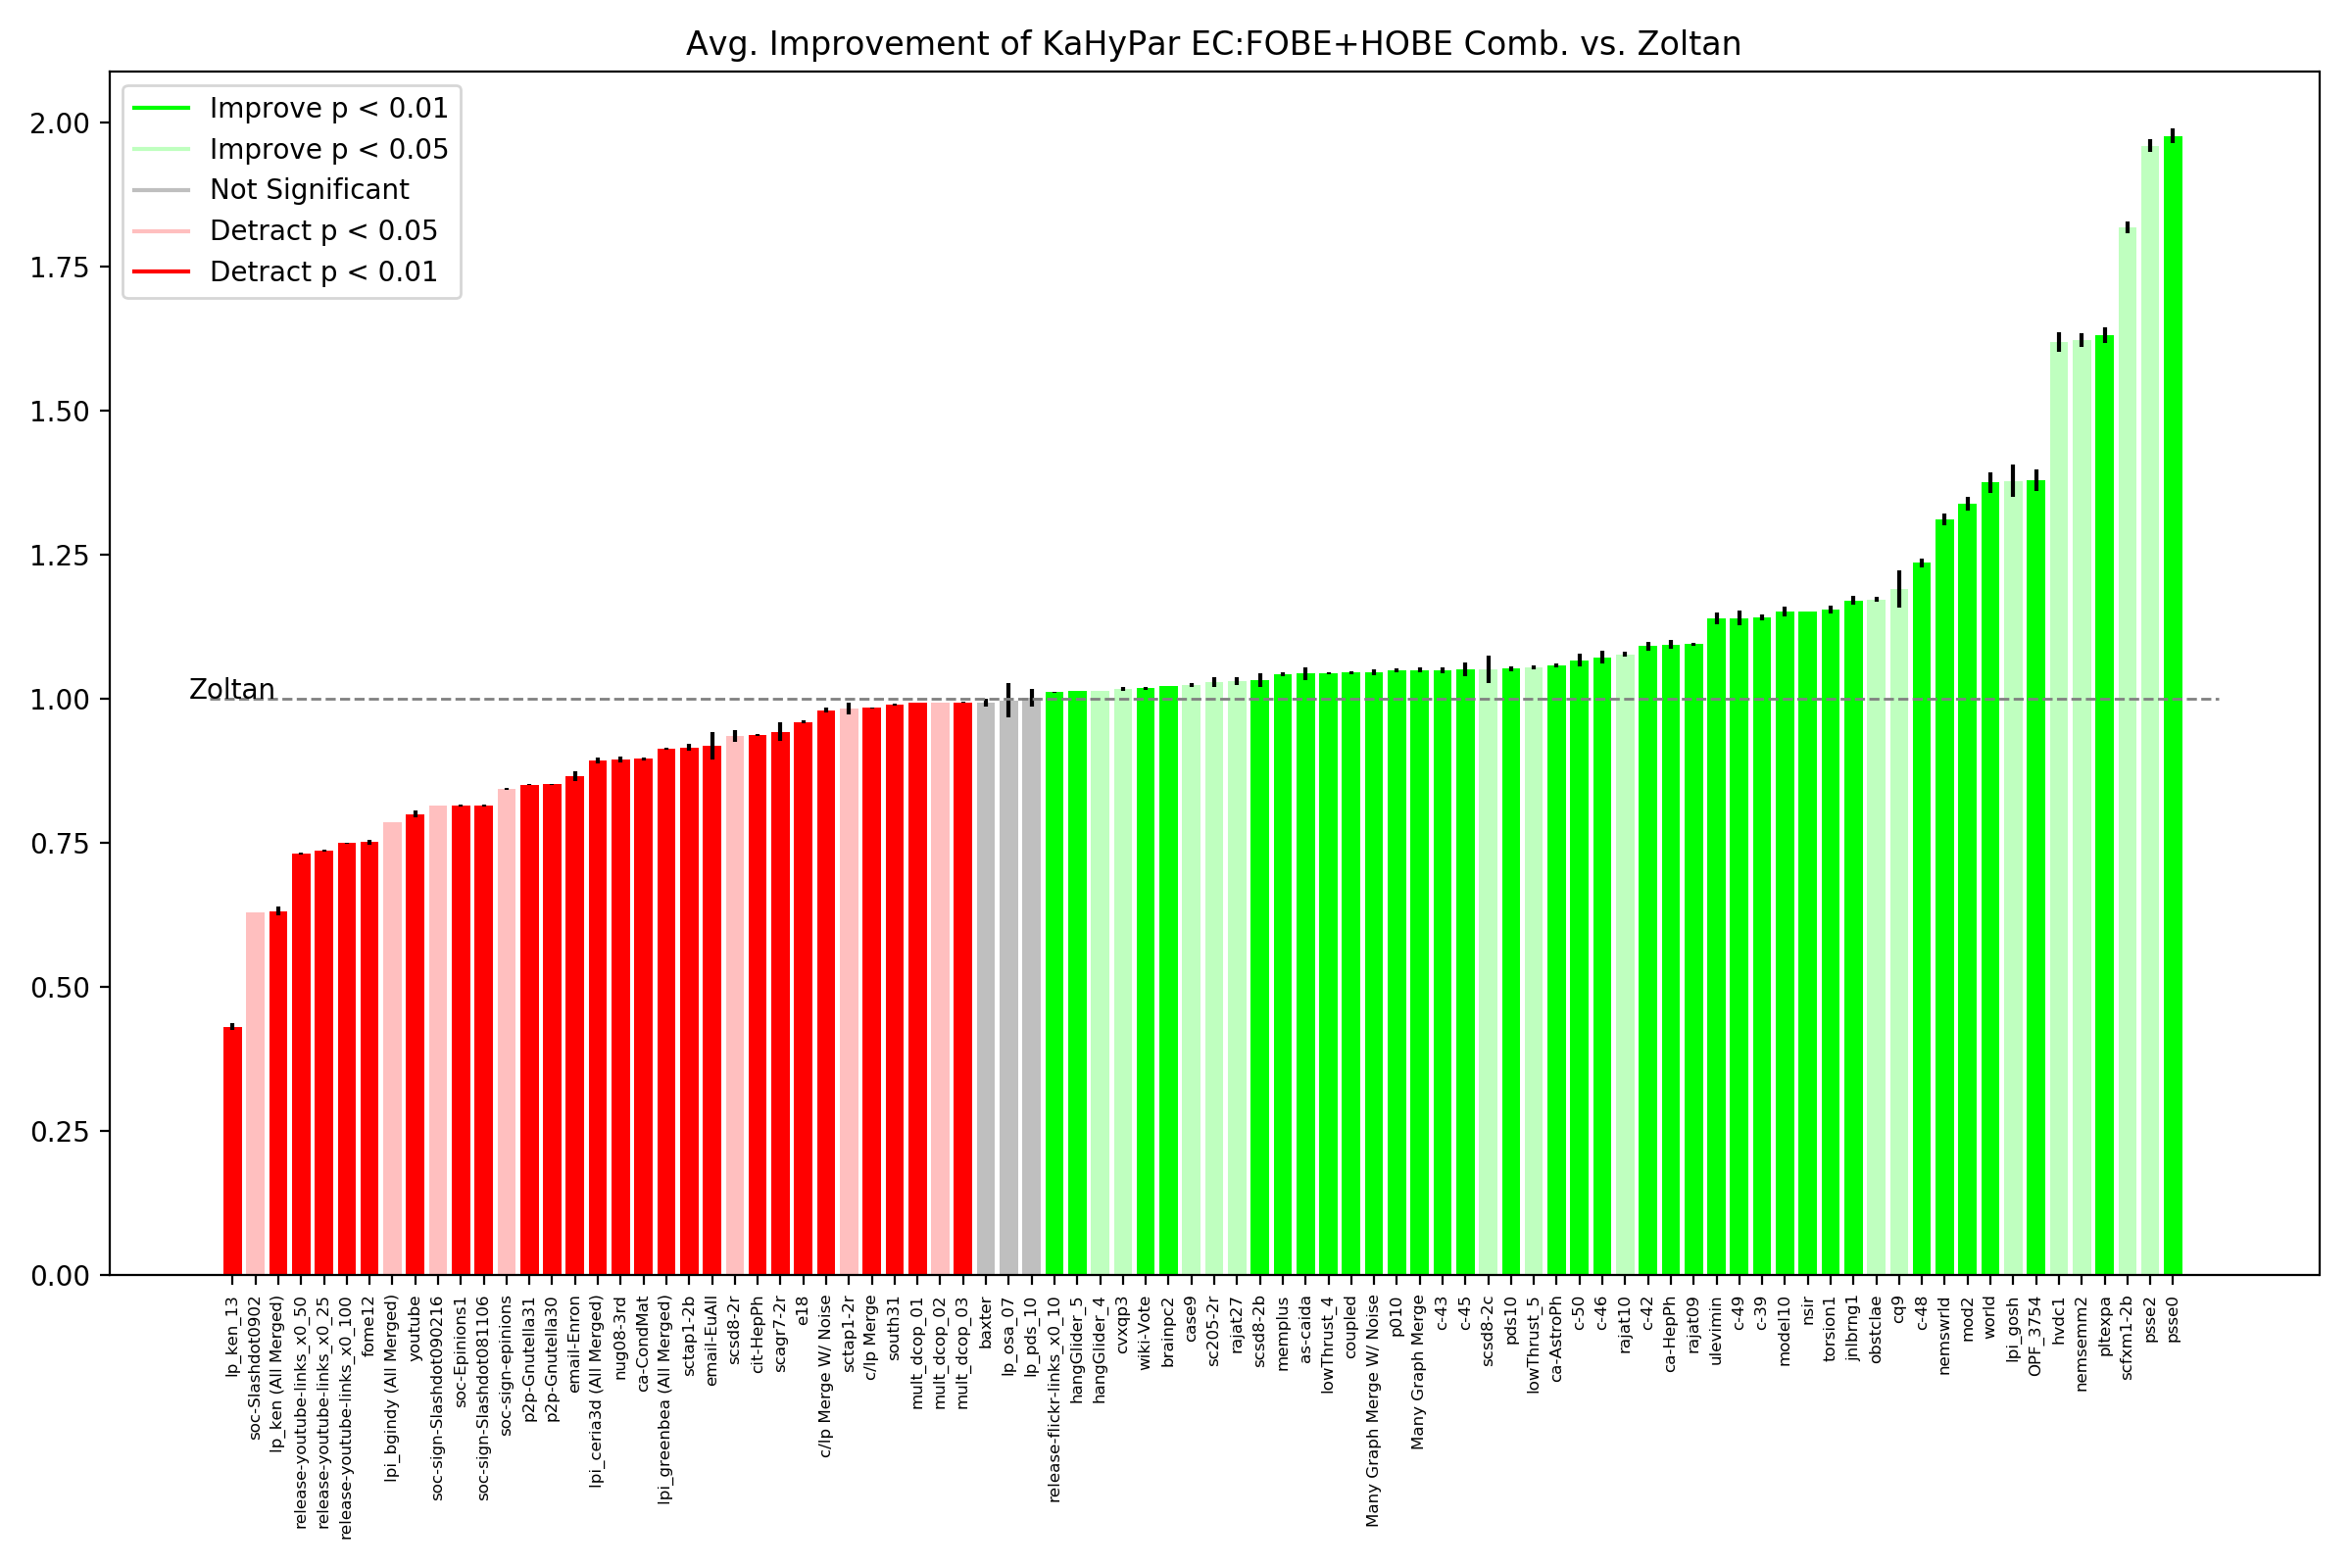 Avg. Improvement of KaHyPar EC:FOBE+HOBE Comb. vs. Zoltan
Improve p < 0.01
Improve p < 0.05
Not Significant
Detract p < 0.05
Detract p < 0.01
2.00
1.75
1.50
1.25
1.00
0.75
0.50
0.25
0.00
Zoltan
lp_ken_13
soc-Slashdot0902
lp_ken (All Merged)
release-youtube-links_x0_50
release-youtube-links_x0_25
release-youtube-links_x0_100
fome12
lpi_bgindy (All Merged)
youtube
soc-sign-Slashdot090216
soc-Epinions1
soc-sign-Slashdot081106
soc-sign-epinions
p2p-Gnutella31
p2p-Gnutella30
email-Enron
lpi_ceria3d (All Merged)
nug08-3rd
ca-CondMat
lpi_greenbea (All Merged)
sctap1-2b
email-EuAll
scsd8-2r
cit-HepPh
scagr7-2r
e18
c/lp Merge W/ Noise
sctap1-2r
c/lp Merge
south31
mult_dcop_01
mult_dcop_02
mult_dcop_03
baxter
lp_osa_07
lp_pds_10
release-flickr-links_x0_10
hangGlider_5
hangGlider_4
cvxqp3
wiki-Vote
brainpc2
case9
sc205-2r
rajat27
scsd8-2b
memplus
as-caida
lowThrust_4
coupled
Many Graph Merge W/ Noise
p010
Many Graph Merge
c-43
c-45
scsd8-2c
pds10
lowThrust_5
ca-AstroPh
c-50
c-46
rajat10
c-42
ca-HepPh
rajat09
ulevimin
c-49
c-39
model10
nsir
torsion1
jnlbrng1
obstclae
cq9
c-48
nemswrld
mod2
world
lpi_gosh
OPF_3754
hvdc1
nemsemm2
pltexpa
scfxm1-2b
psse2
psse0